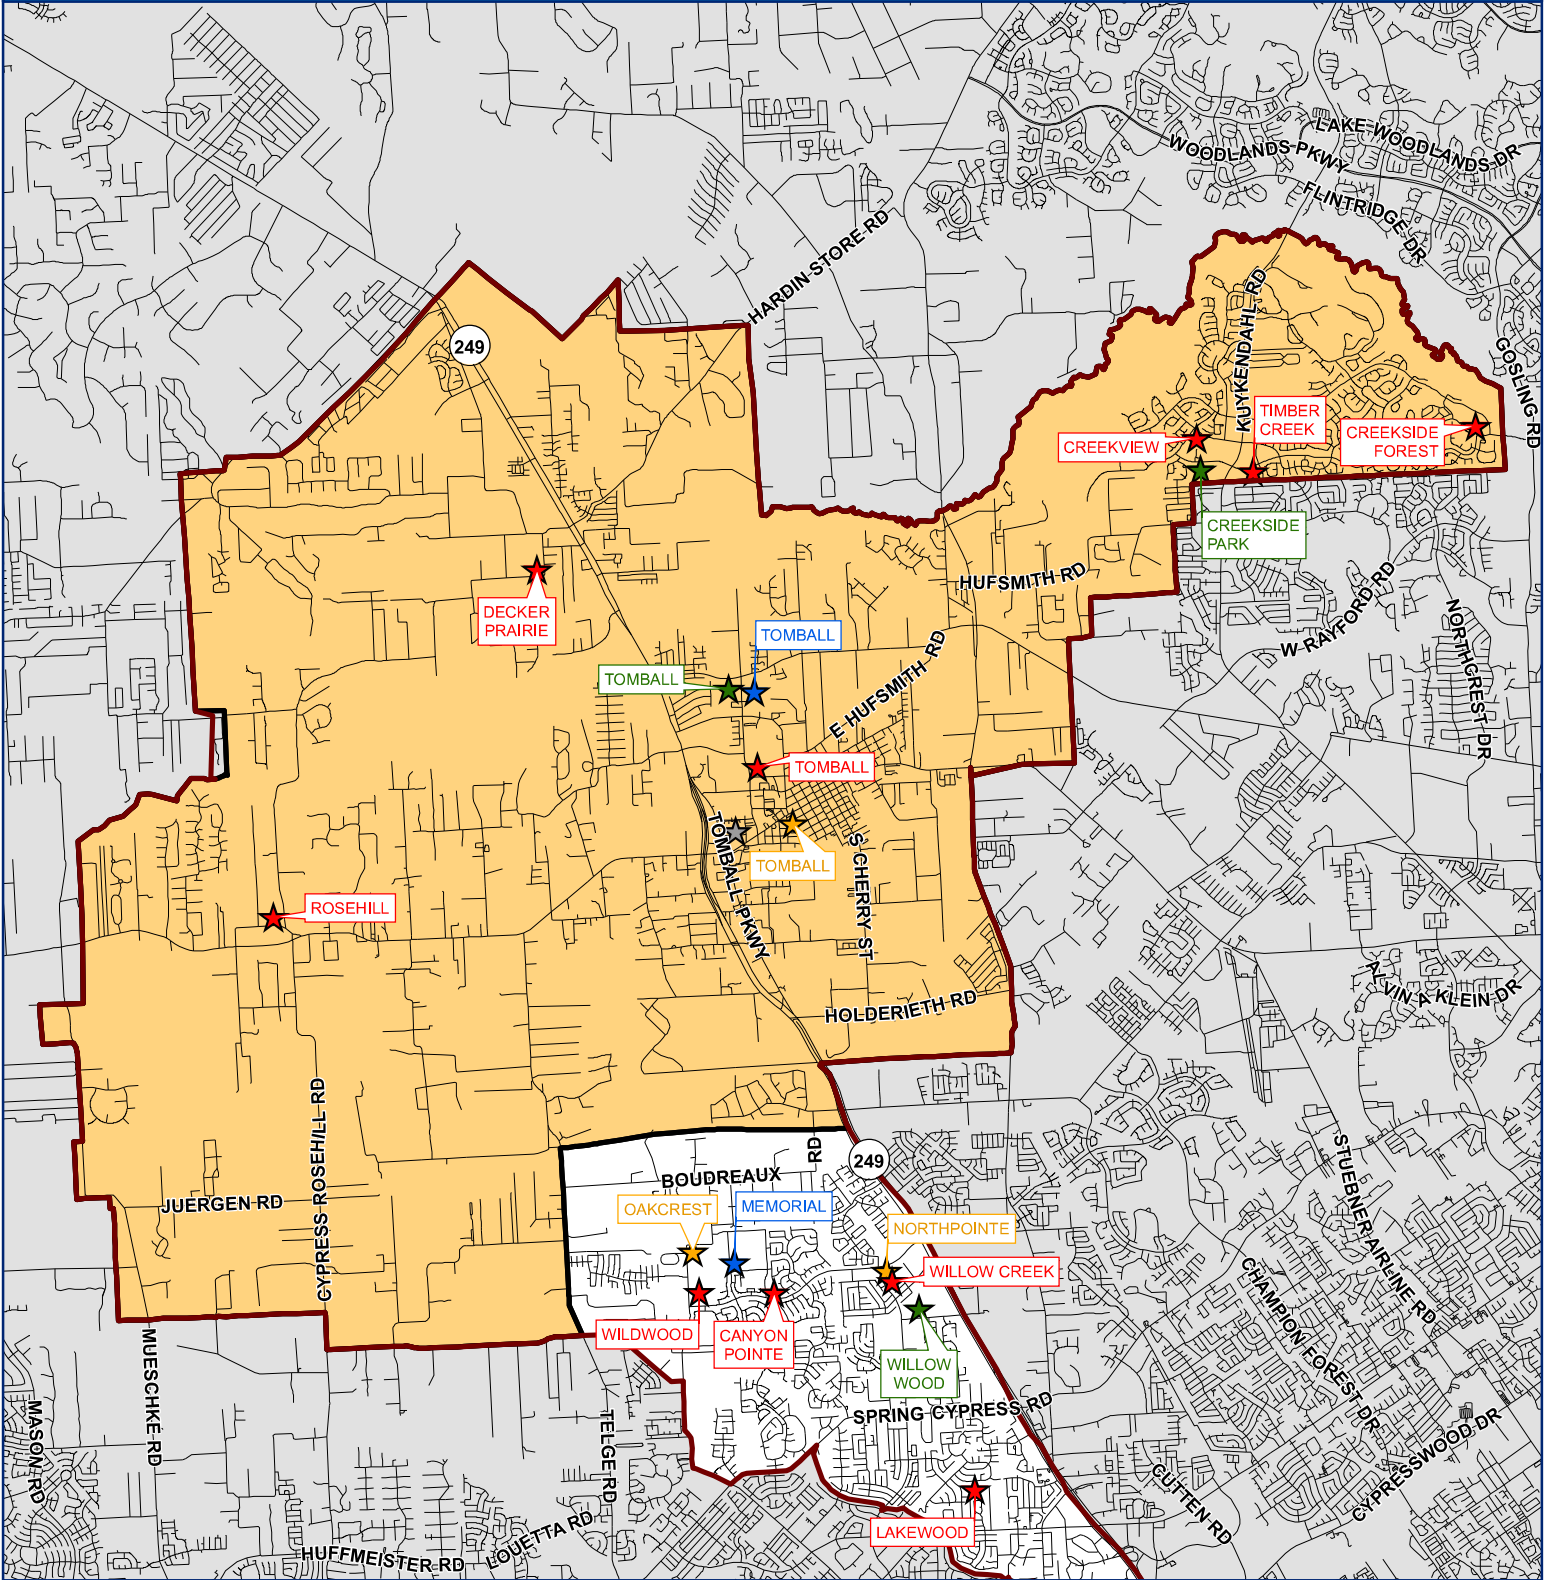 LAKE WOODLANDS DR
WOODLANDS PKWY
FLINTRIDGE DR
HARDIN STORE RD
KUYKENDAHL RD
GOSLING RD
249
TIMBER
CREEK
CREEKSIDE
FOREST
CREEKVIEW
CREEKSIDE
PARK
HUFSMITH RD
DECKER
PRAIRIE
W RAYFORD RD
NORTHCREST DR
TOMBALL
TOMBALL
E HUFSMITH RD
TOMBALL
TOMBALL PKWY
TOMBALL
S CHERRY ST
ROSEHILL
ALVIN A KLEIN DR
HOLDERIETH RD
CYPRESS ROSEHILL RD
RD
249
BOUDREAUX
JUERGEN RD
STUEBNER AIRLINE RD
OAKCREST
MEMORIAL
NORTHPOINTE
WILLOW CREEK
CHAMPION FOREST DR
WILDWOOD
CANYON
POINTE
WILLOW
WOOD
MUESCHKE RD
SPRING CYPRESS RD
MASON RD
TELGE RD
CYPRESSWOOD DR
CUTTEN RD
LAKEWOOD
LOUETTA RD
HUFFMEISTER RD